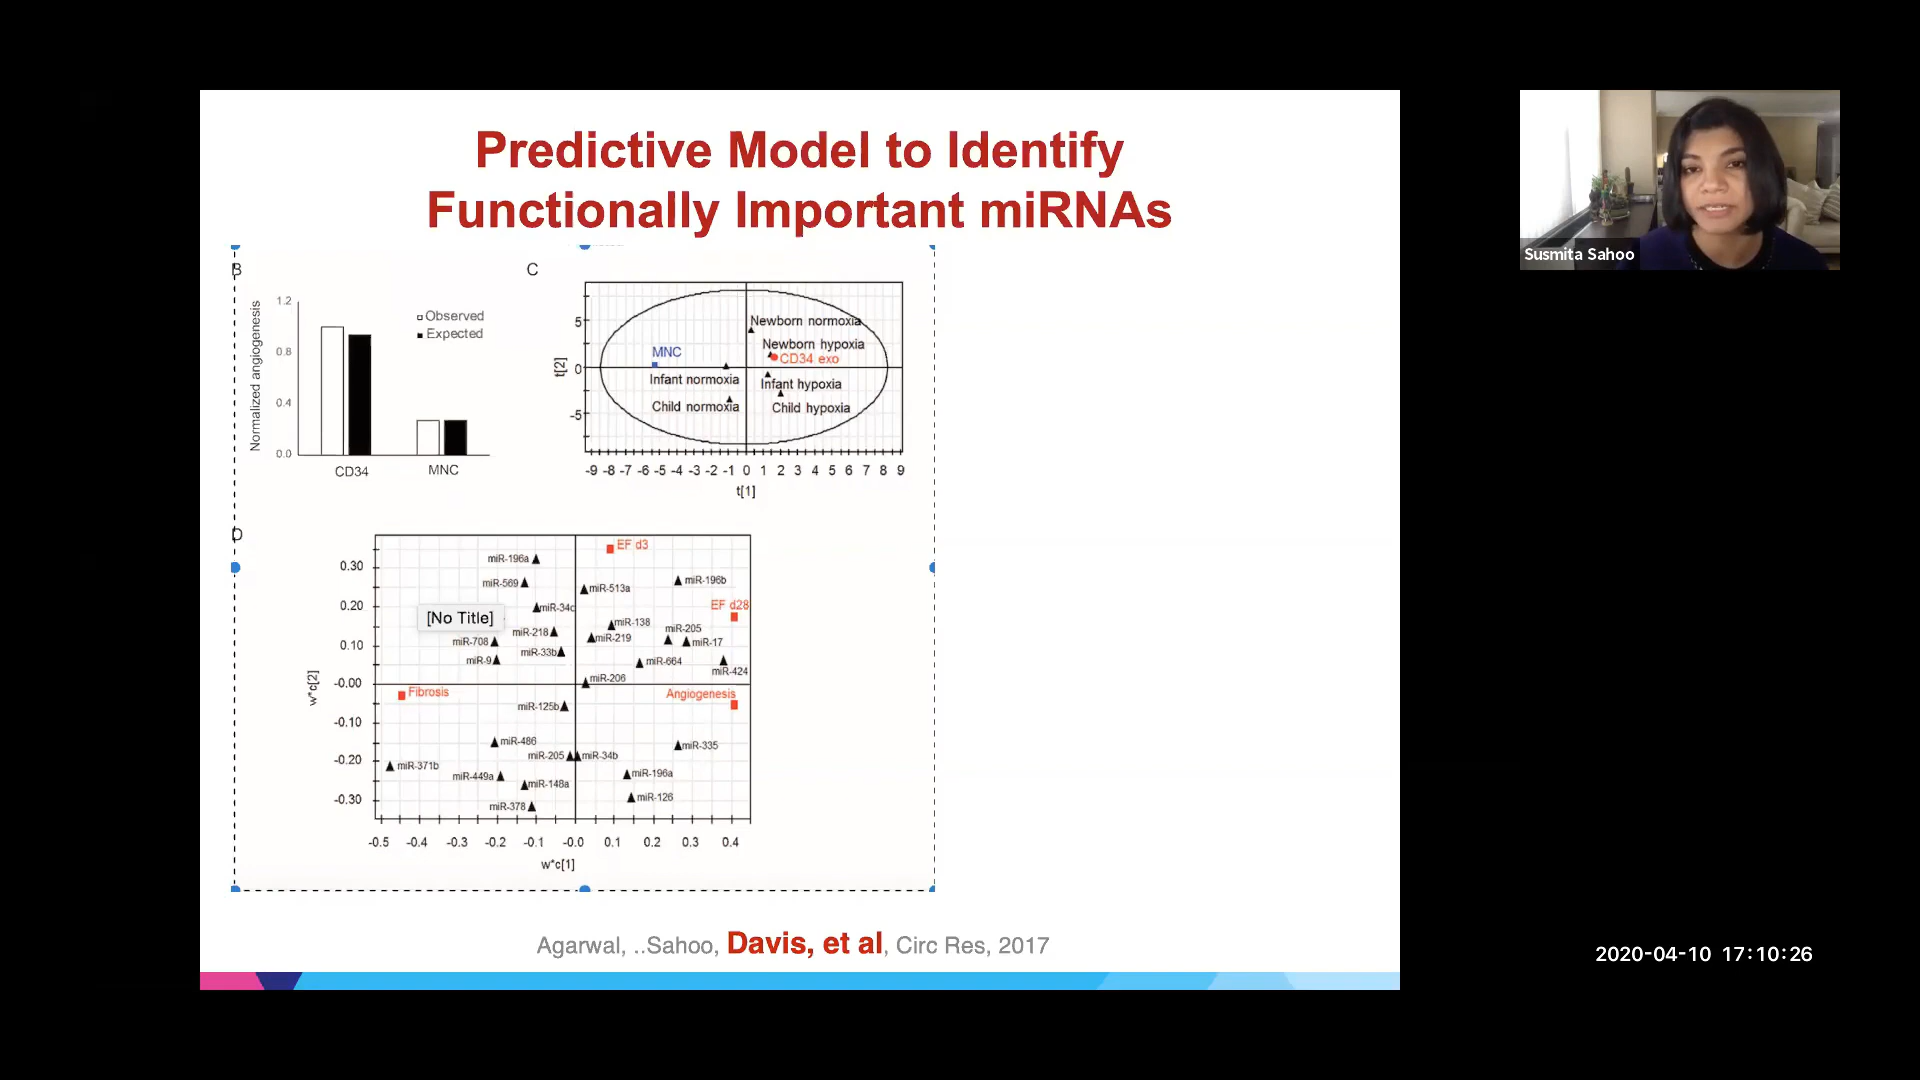 Predictive Model to Identify
Functionally Important miRNAs
Susmita Sahoo
B
Normalized angiogenesis
1.2
0.8
0.4
0.0
Observed
Expected
CD34
MNC
C
t[2]
5
0
-5
Newborn normoxia
Newborn hypoxia
CD34 exo
MNC
Infant normoxia
Infant hypoxia
Child normoxia
Child hypoxia
-9 -8 -7 -6 -5 -4 -3 -2 -1 0 1 2 3 4 5 6 7 8 9
t[1]
D
w*c[2]
0.30
0.20
0.10
-0.00
-0.10
-0.20
-0.30
EF d3
miR-196a
miR-569
miR-513a
miR-196b
miR-34c
EF d28
[No Title]
miR-138
miR-205
miR-218
miR-219
miR-17
miR-708
miR-33b
miR-9
miR-664
miR-424
miR-206
Fibrosis
Angiogenesis
miR-125b
miR-486
miR-335
miR-205
miR-34b
miR-371b
miR-449a
miR-196a
miR-148a
miR-126
miR-378
-0.5 -0.4 -0.3 -0.2 -0.1 -0.0 0.1 0.2 0.3 0.4
w*c[1]
Agarwal, ..Sahoo, Davis, et al, Circ Res, 2017
2020-04-10 17:10:26